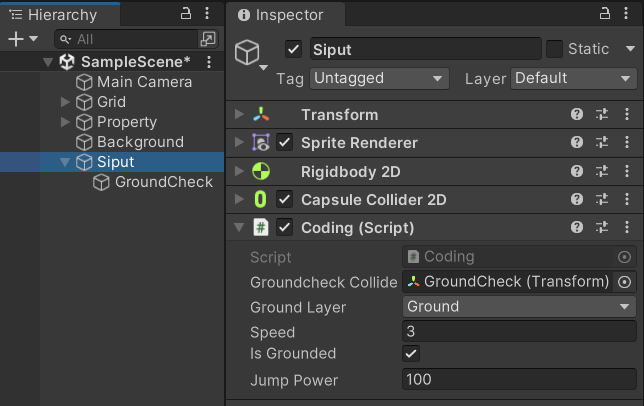 Hierarchy
All
SampleScene*
Main Camera
Grid
Property
Background
Siput
GroundCheck
Inspector
Siput
Static
Tag Untagged Layer Default
Transform
Sprite Renderer
Rigidbody 2D
Capsule Collider 2D
# Coding (Script)
Script # Coding
Groundcheck Collide GroundCheck (Transform)
Ground Layer Ground
Speed 3
Is Grounded
Jump Power 100